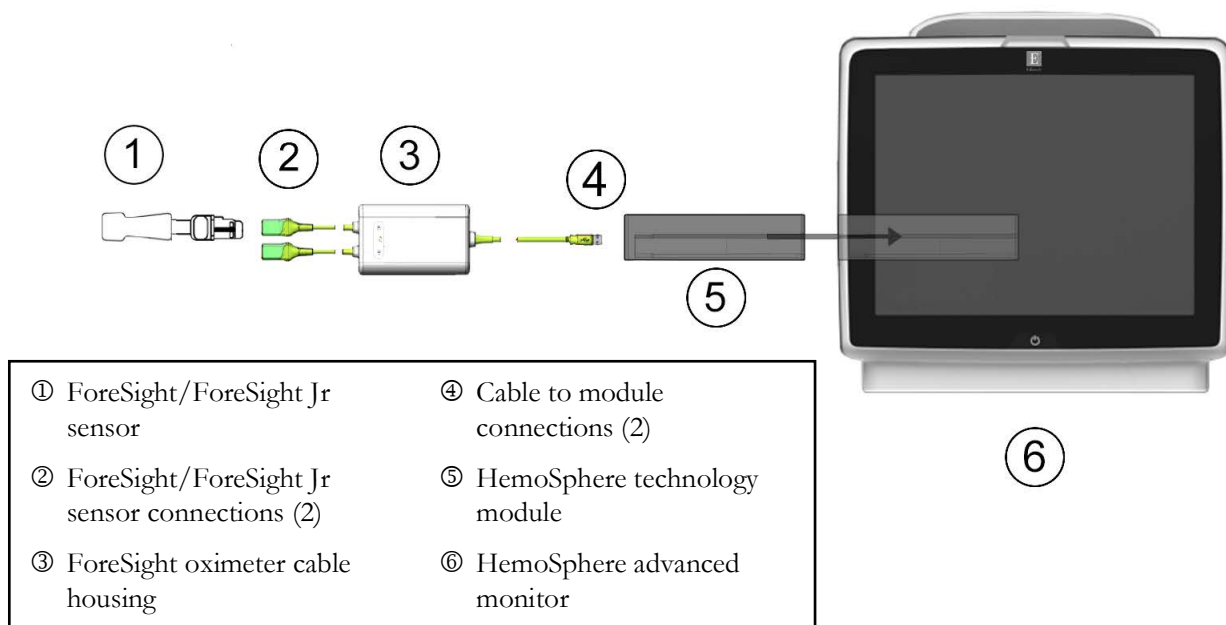 ① ② ③ ④
⑤
⑥
E
① ForeSight/ForeSight Jr
sensor
② ForeSight/ForeSight Jr
sensor connections (2)
③ ForeSight oximeter cable
housing
④ Cable to module
connections (2)
⑤ HemoSphere technology
module
⑥ HemoSphere advanced
monitor